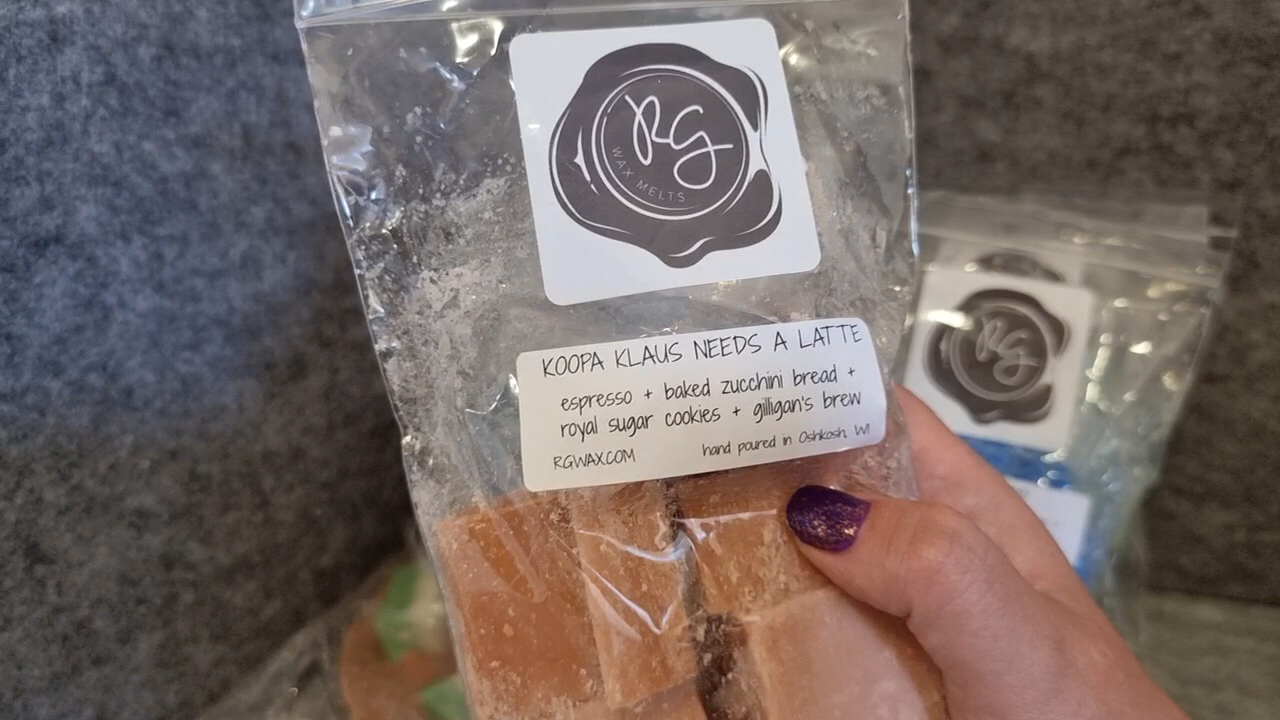 RG
WAX MELTS
KOOPA KLAUS NEEDS A LATTE
espresso + baked zucchini bread +
royal sugar cookies + gilligan's brew
hand poured in Oshkosh, WI
RGWAX.COM
RG